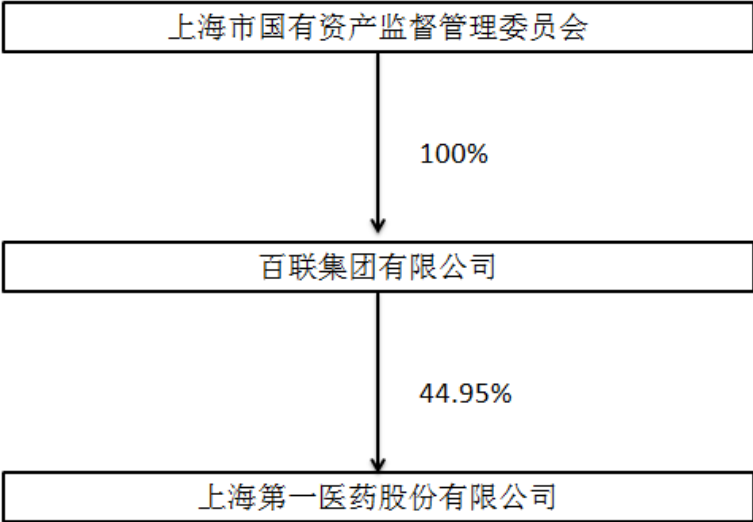 上海市国有资产监督管理委员会
100%
百联集团有限公司
44.95%
上海第一医药股份有限公司